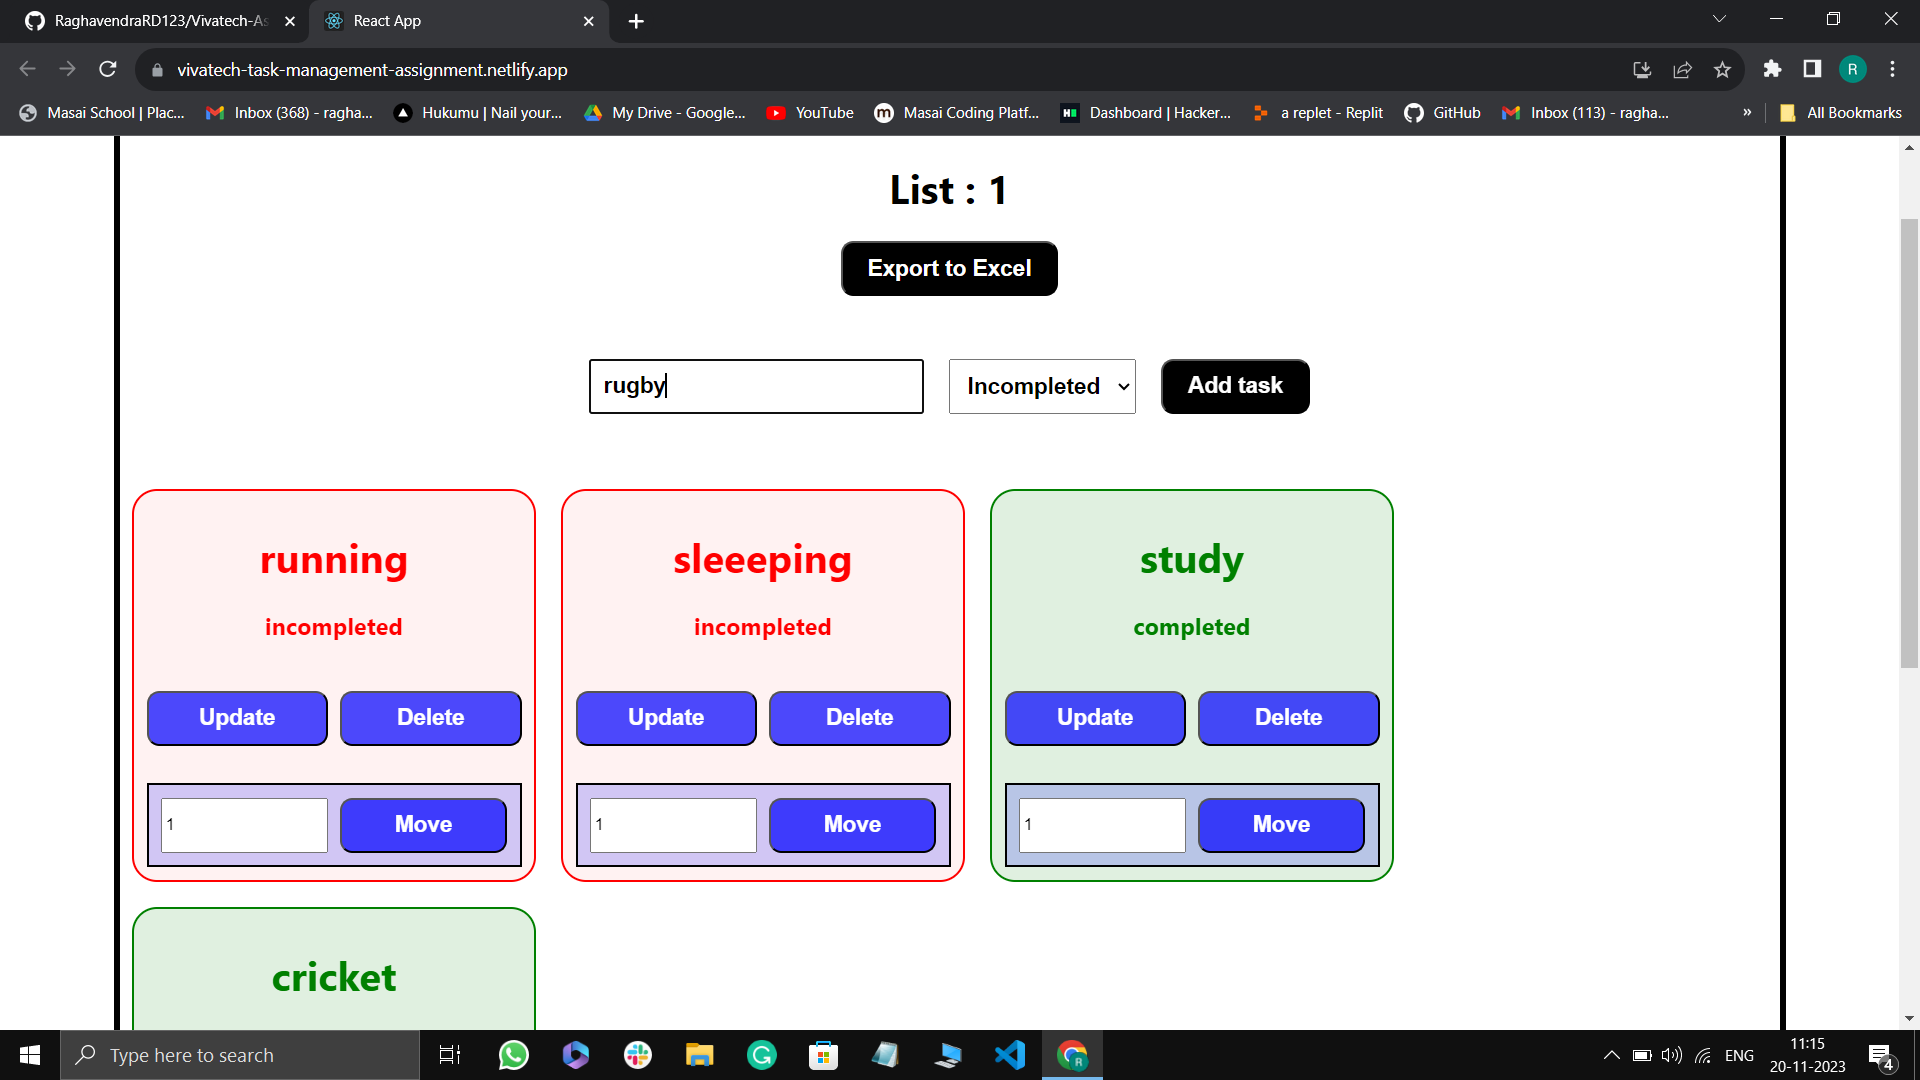 RaghavendraRD123/Vivatech-As
React App
vivatech-task-management-assignment.netlify.app
R
Masai School | Plac...
Inbox (368) - ragha...
Hukumu | Nail your...
My Drive - Google...
YouTube
Masai Coding Platf...
Dashboard | Hacker...
a replet - Replit
GitHub
Inbox (113) - ragha...
»
All Bookmarks
List : 1
Export to Excel
rugby
Incompleted
Add task
running
incompleted
Update
Delete
1
Move
sleeeping
incompleted
Update
Delete
1
Move
study
completed
Update
Delete
1
Move
cricket
Type here to search
ENG
11:15
20-11-2023
4